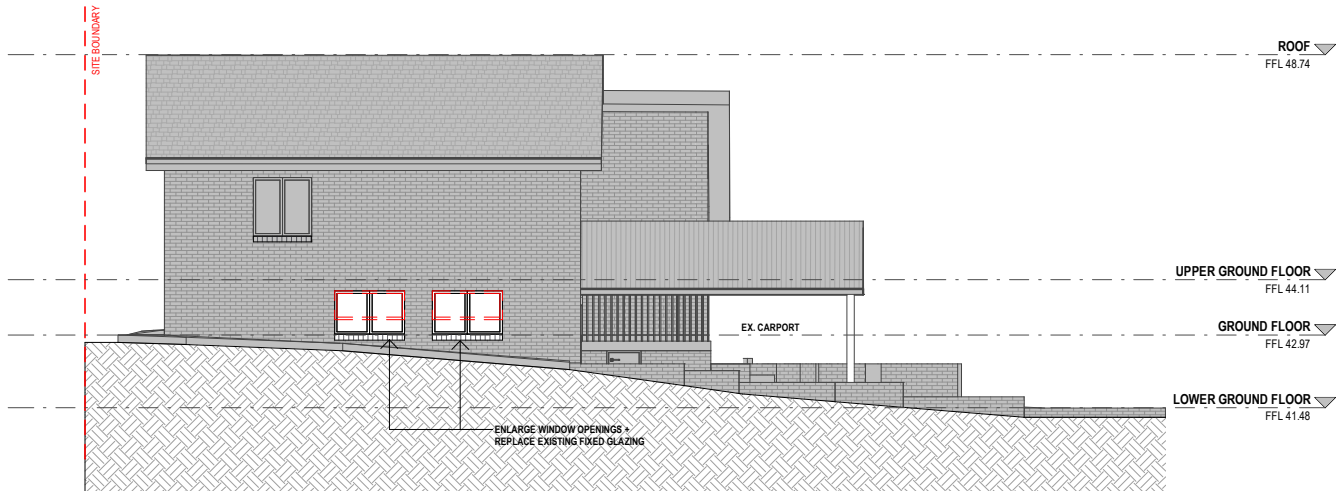 SITE BOUNDARY
ROOF
FFL 48.74
UPPER GROUND FLOOR
FFL 44.11
GROUND FLOOR
FFL 42.97
EX. CARPORT
LOWER GROUND FLOOR
FFL 41.48
ENLARGE WINDOW OPENINGS +
REPLACE EXISTING FIXED GLAZING